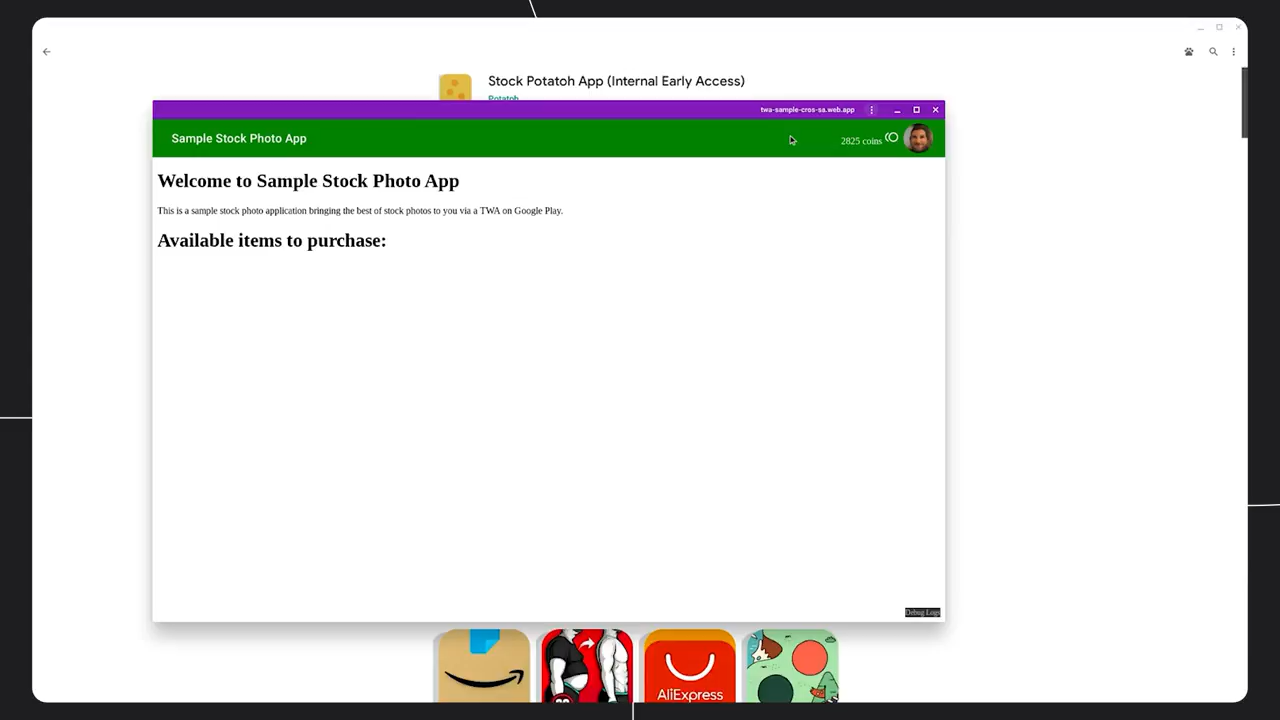 Stock Potatoh App (Internal Early Access)
Potatoh
twa-sample-cros-sa.web.app
Sample Stock Photo App
2825 coins
Welcome to Sample Stock Photo App
This is a sample stock photo application bringing the best of stock photos to you via a TWA on Google Play.
Available items to purchase:
Debug Logs
AliExpress